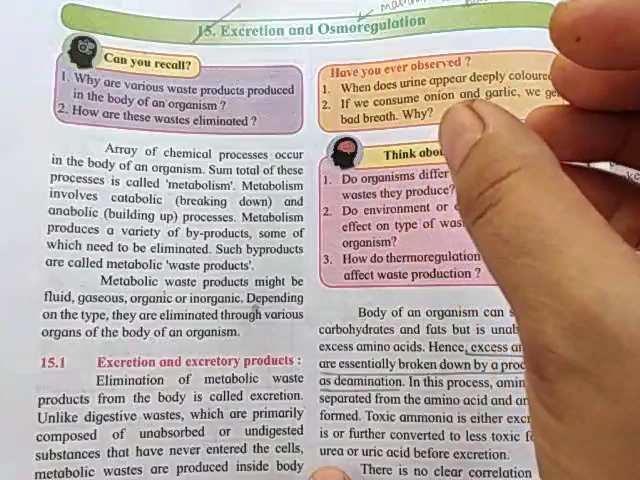 15. Excretion and Osmoregulation
Can you recall?
1. Why are various waste products produced
in the body of an organism ?
2. How are these wastes eliminated ?
Array of chemical processes occur
in the body of an organism. Sum total of these
processes is called 'metabolism'. Metabolism
involves catabolic (breaking down) and
anabolic (building up) processes. Metabolism
produces a variety of by-products, some of
which need to be eliminated. Such byproducts
are called metabolic 'waste products'.
Metabolic waste products might be
fluid, gaseous, organic or inorganic. Depending
on the type, they are eliminated through various
organs of the body of an organism.
15.1 Excretion and excretory products :
Elimination of metabolic waste
products from the body is called excretion.
Unlike digestive wastes, which are primarily
composed of unabsorbed or undigested
substances that have never entered the cells,
metabolic wastes are produced inside body
Have you ever observed ?
1. When does urine appear deeply coloured
2. If we consume onion and garlic, we
bad breath. Why?
Think
1. Do organisms differ
wastes they produce?
2. Do environment or
effect on type of
organism?
3. How do thermoregulation
affect waste production ?
Body of an organism can
carbohydrates and fats but is
excess amino acids. Hence, excess
are essentially broken down by a
as deamination. In this process,
separated from the amino acid and
formed. Toxic ammonia is either
is or further converted to less toxic
urea or uric acid before excretion.
There is no clear correlation